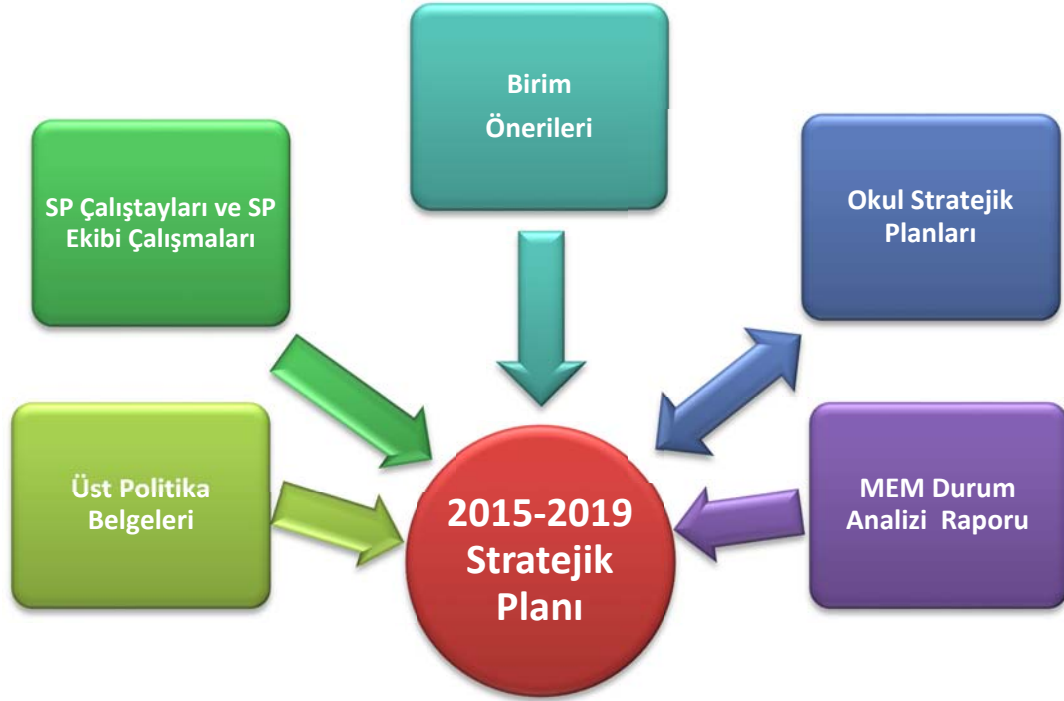 Birim
Önerileri
SP Çalıştayları ve SP
Ekibi Çalışmaları
Okul Stratejik
Planları
Üst Politika
Belgeleri
MEM Durum
Analizi Raporu
2015-2019
Stratejik
Planı